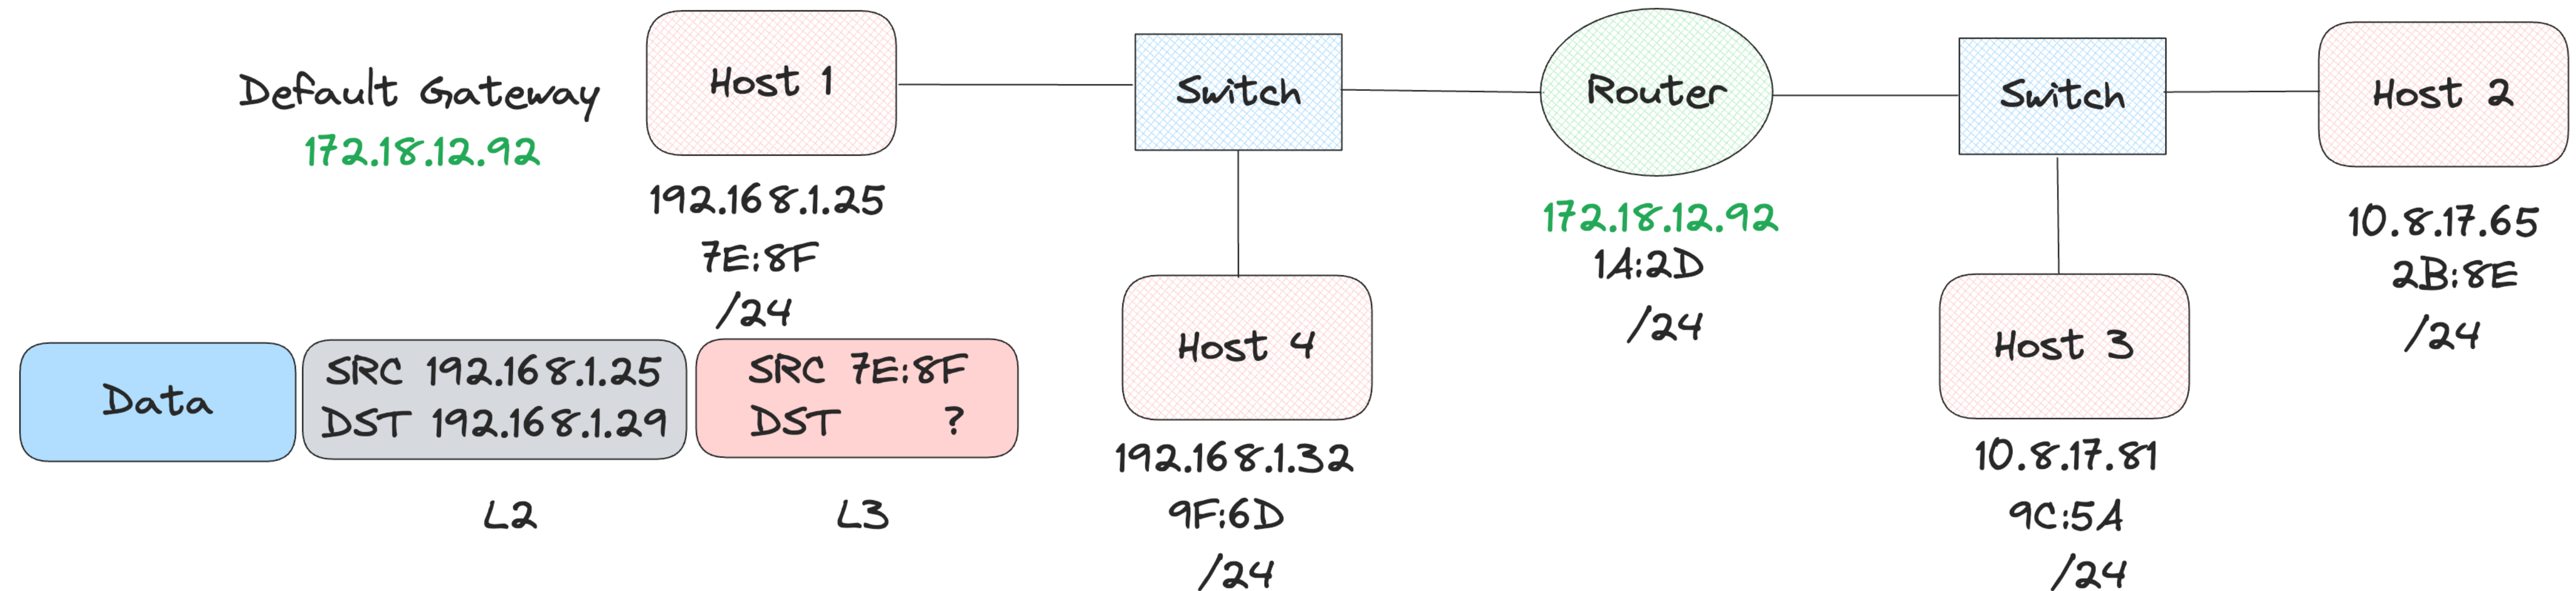 Default Gateway
172.18.12.92
Host 1
192.168.1.25
7E:8F
/24
Switch
Router
172.18.12.92
1A:2D
/24
Switch
Host 2
10.8.17.65
2B:8E
/24
Host 4
192.168.1.32
9F:6D
/24
Host 3
10.8.17.81
9C:5A
/24
Data
SRC 192.168.1.25
DST 192.168.1.29
L2
SRC 7E:8F
DST ?
L3